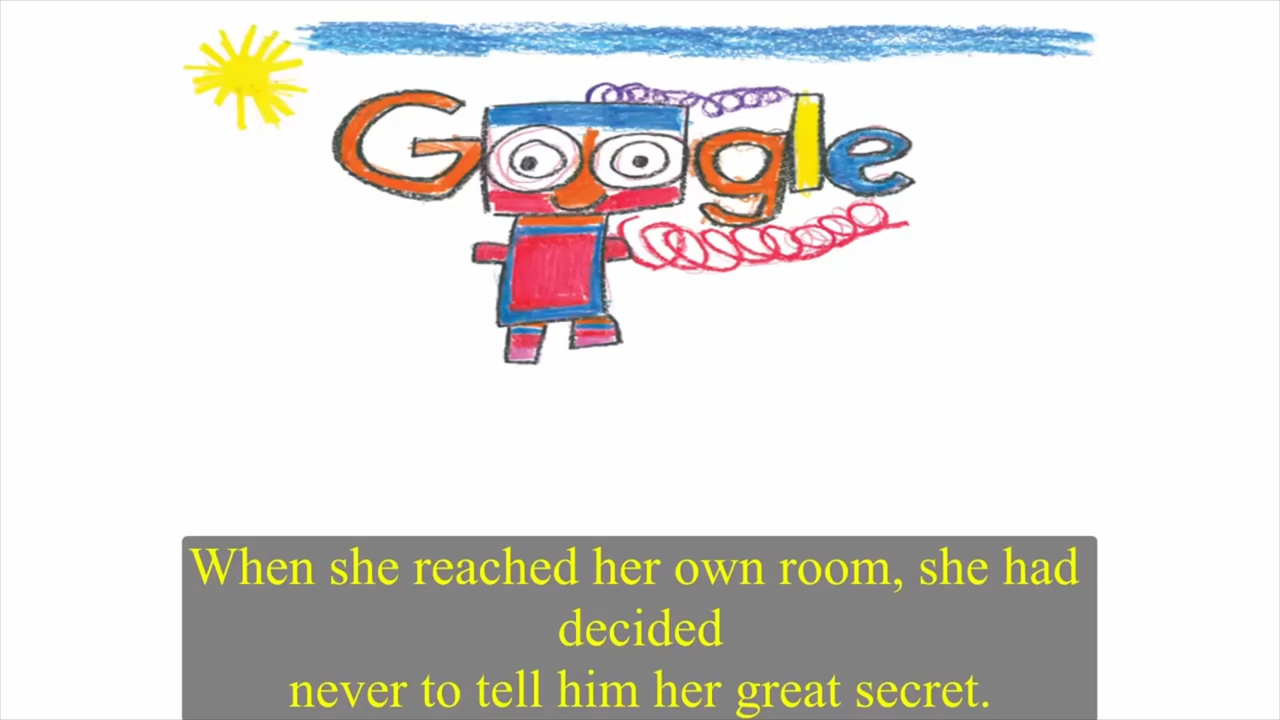 Google
When she reached her own room, she had
decided
never to tell him her great secret.